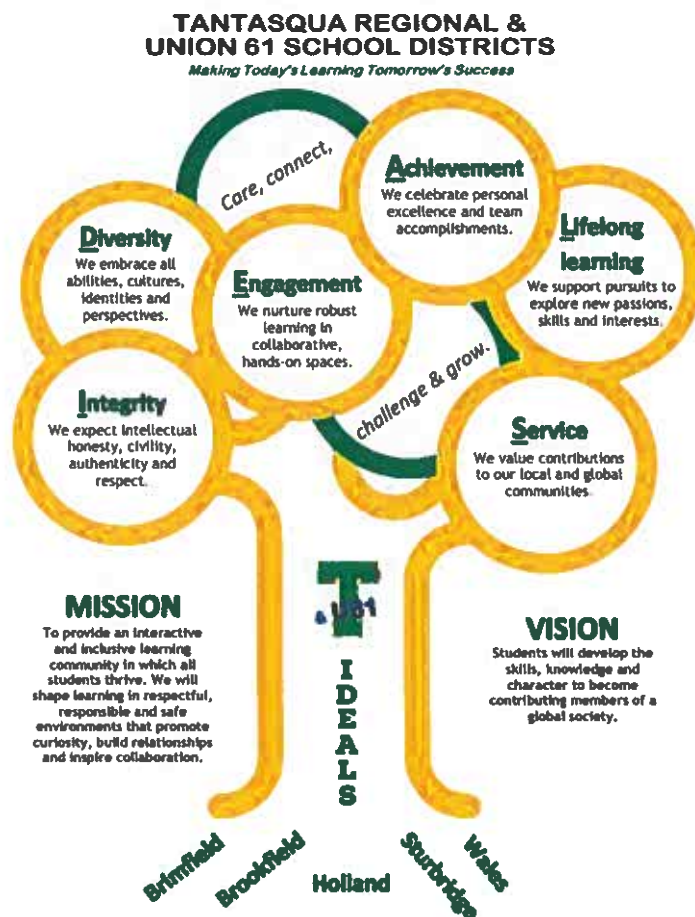 TANTASQUA REGIONAL &
UNION 61 SCHOOL DISTRICTS
Making Today's Learning Tomorrow's Success
Care, connect,
Achievement
We celebrate personal
excellence and team
accomplishments.
Diversity
We embrace all
abilities, cultures,
identities and
perspectives.
Engagement
We nurture robust
learning in
collaborative,
hands-on spaces.
Lifelong
learning
We support pursuits to
explore new passions,
skills and interests.
challenge & grow.
Integrity
We expect intellectual
honesty, civility,
authenticity and
respect.
Service
We value contributions
to our local and global
communities.
T
& U61
IDEALS
MISSION
To provide an interactive
and inclusive learning
community in which all
students thrive. We will
shape learning in respectful,
responsible and safe
environments that promote
curiosity, build relationships
and inspire collaboration.
VISION
Students will develop the
skills, knowledge and
character to become
contributing members of a
global society.
Brimfield
Brookfield
Holland
Sturbridge
Wales